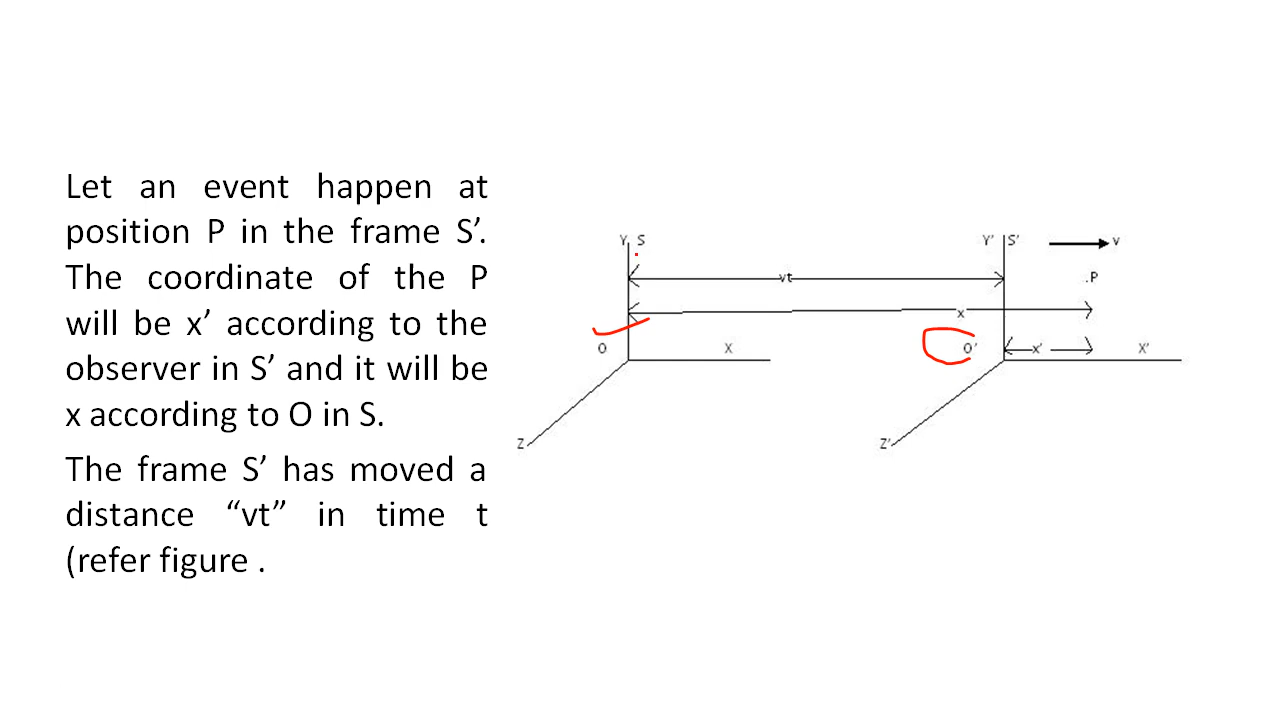 Let an event happen at
position P in the frame S’.
The coordinate of the P
will be x’ according to the
observer in S’ and it will be
x according to O in S.
The frame S’ has moved a
distance “vt” in time t
(refer figure .
Y S
Y' S' v
vt .P
x
O X O' x' X'
Z Z'